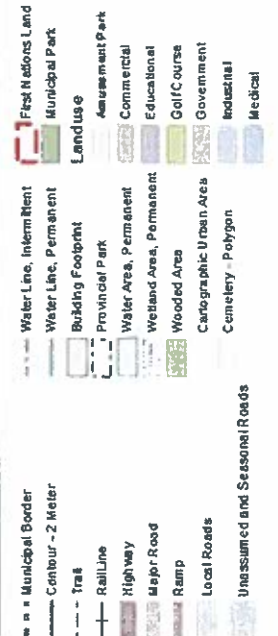 Municipal Border
Contour - 2 Meter
Trail
Rail Line
Highway
Major Road
Ramp
Local Roads
Unassumed and Seasonal Roads
Water Line, Intermittent
Water Line, Permanent
Building Footprint
Provincial Park
Water Area, Permanent
Wetland Area, Permanent
Wooded Area
Cartographic Urban Area
Cemetery - Polygon
First Nations Land
Municipal Park
Landuse
Amusement Park
Commercial
Educational
Golf Course
Government
Industrial
Medical